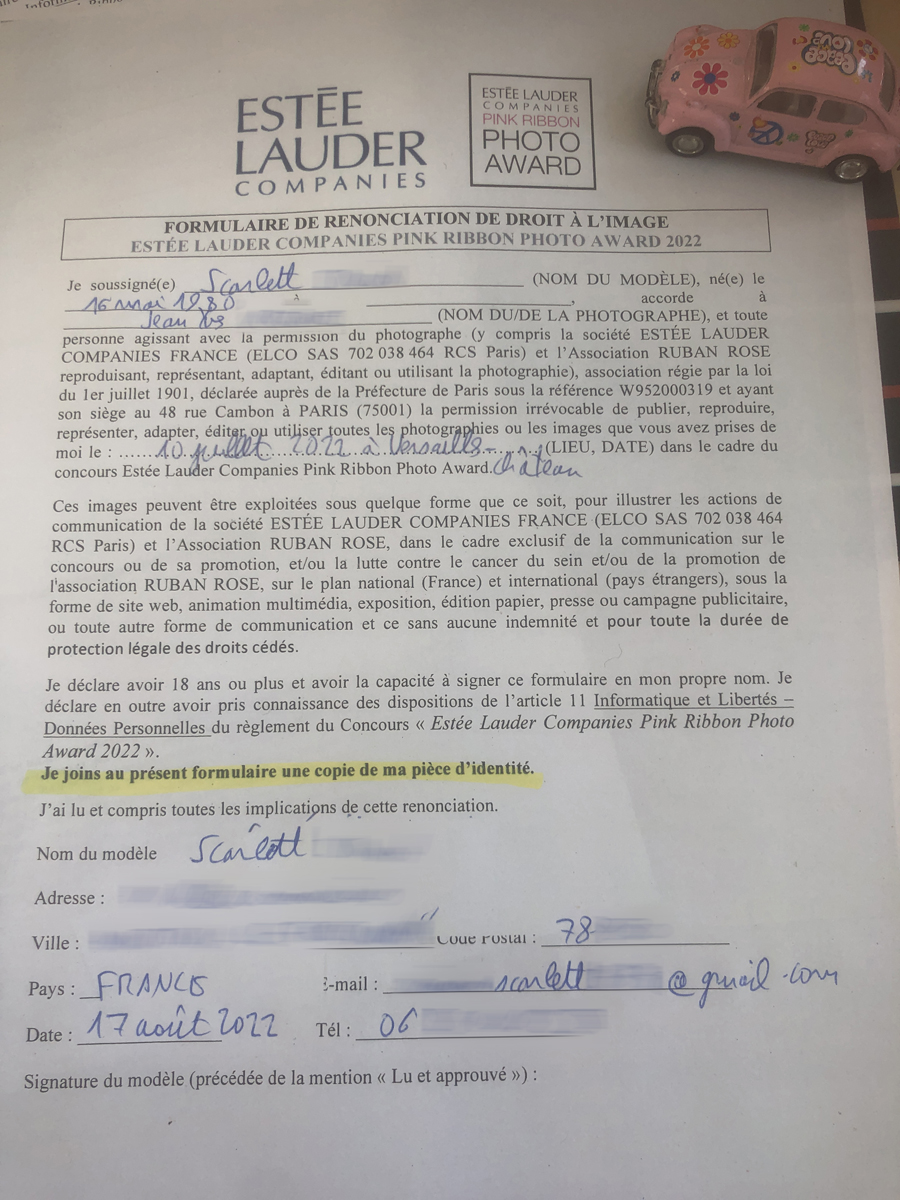 ESTÉE
LAUDER
COMPANIES
ESTÉE LAUDER
COMPANIES
PINK RIBBON
PHOTO
AWARD
FORMULAIRE DE RENONCIATION DE DROIT À L'IMAGE
ESTÉE LAUDER COMPANIES PINK RIBBON PHOTO AWARD 2022
Je soussigné(e) Scarlett (NOM DU MODÈLE), né(e) le
16 mai 1980 à , accorde à
Jean Yves (NOM DU/DE LA PHOTOGRAPHE), et toute
personne agissant avec la permission du photographe (y compris la société ESTÉE LAUDER
COMPANIES FRANCE (ELCO SAS 702 038 464 RCS Paris) et l'Association RUBAN ROSE
reproduisant, représentant, adaptant, éditant ou utilisant la photographie), association régie par la loi
du 1er juillet 1901, déclarée auprès de la Préfecture de Paris sous la référence W952000319 et ayant
son siège au 48 rue Cambon à PARIS (75001) la permission irrévocable de publier, reproduire,
représenter, adapter, éditer ou utiliser toutes les photographies ou les images que vous avez prises de
moi le : ......10 juillet 2022 à Versailles (LIEU, DATE) dans le cadre du
concours Estée Lauder Companies Pink Ribbon Photo Award. Château
Ces images peuvent être exploitées sous quelque forme que ce soit, pour illustrer les actions de
communication de la société ESTÉE LAUDER COMPANIES FRANCE (ELCO SAS 702 038 464
RCS Paris) et l'Association RUBAN ROSE, dans le cadre exclusif de la communication sur le
concours ou de sa promotion, et/ou la lutte contre le cancer du sein et/ou de la promotion de
l'association RUBAN ROSE, sur le plan national (France) et international (pays étrangers), sous la
forme de site web, animation multimédia, exposition, édition papier, presse ou campagne publicitaire,
ou toute autre forme de communication et ce sans aucune indemnité et pour toute la durée de
protection légale des droits cédés.
Je déclare avoir 18 ans ou plus et avoir la capacité à signer ce formulaire en mon propre nom. Je
déclare en outre avoir pris connaissance des dispositions de l'article 11 Informatique et Libertés –
Données Personnelles du règlement du Concours « Estée Lauder Companies Pink Ribbon Photo
Award 2022 ».
Je joins au présent formulaire une copie de ma pièce d'identité.
J'ai lu et compris toutes les implications de cette renonciation.
Nom du modèle Scarlett
Adresse :
Ville : Code Postal : 78
Pays : FRANCE E-mail : scarlett @gmail.com
Date : 17 août 2022 Tél : 06
Signature du modèle (précédée de la mention « Lu et approuvé ») :